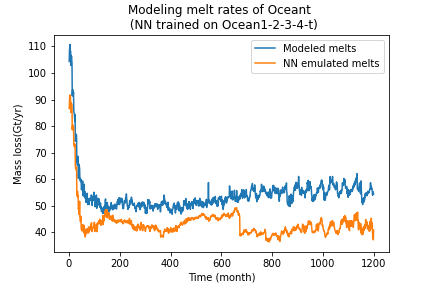 Modeling melt rates of Oceant
(NN trained on Ocean1-2-3-4-t)
Modeled melts
NN emulated melts
Mass loss(Gt/yr)
110
100
90
80
70
60
50
40
0
200
400
600
800
1000
1200
Time (month)